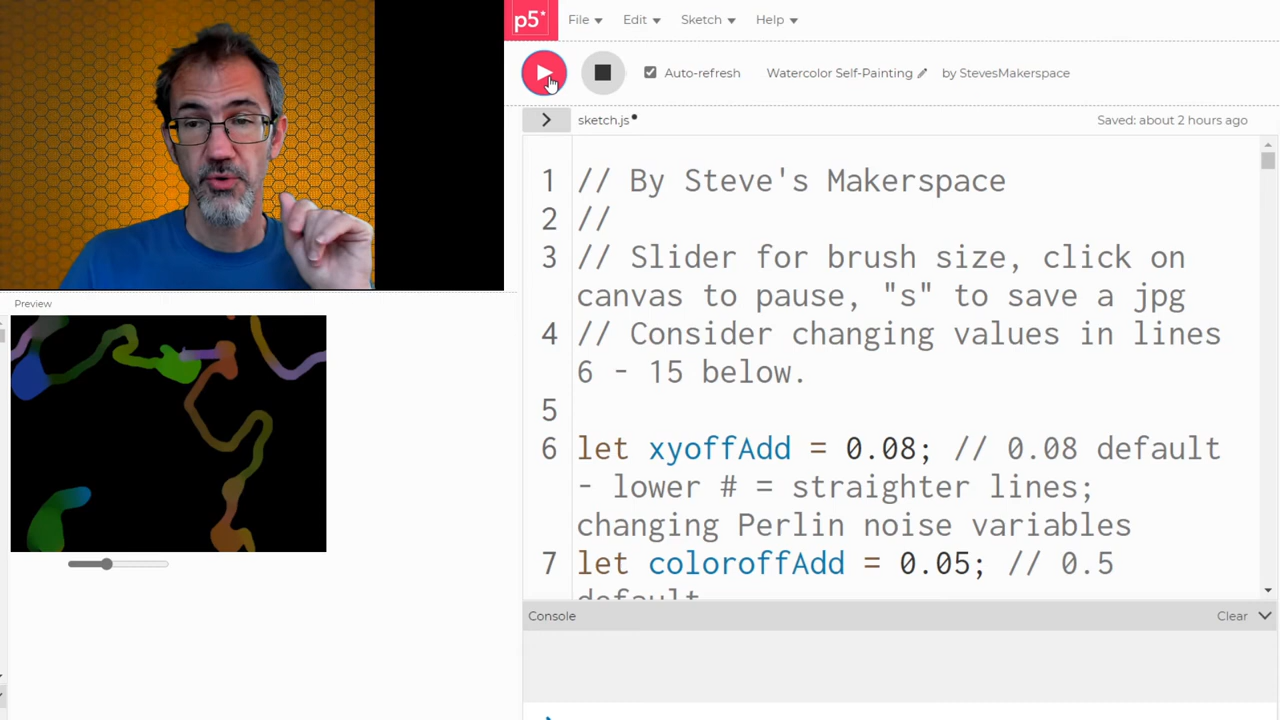 p5* File Edit Sketch Help
Auto-refresh Watercolor Self-Painting by StevesMakerspace
> sketch.js Saved: about 2 hours ago
1 // By Steve's Makerspace
2 //
3 // Slider for brush size, click on
canvas to pause, "s" to save a jpg
4 // Consider changing values in lines
6 - 15 below.
5
6 let xyoffAdd = 0.08; // 0.08 default
- lower # = straighter lines;
changing Perlin noise variables
7 let coloroffAdd = 0.05; // 0.5
default
Preview
Console Clear